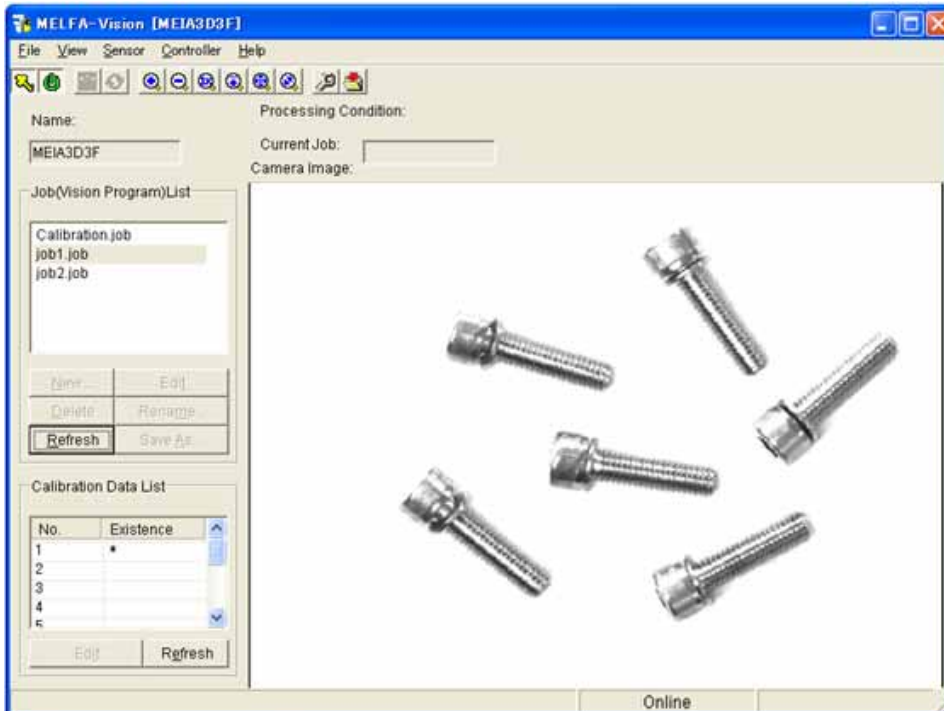 MELFA-Vision [MEIA3D3F]
File View Sensor Controller Help
Name:
MEIA3D3F
Processing Condition:
Current Job:
Camera Image:
Job(Vision Program)List
Calibration.job
job1.job
job2.job
New... Edit
Delete Rename...
Refresh Save As...
Calibration Data List
No. Existence
1 *
2
3
4
5
Edit Refresh
Online